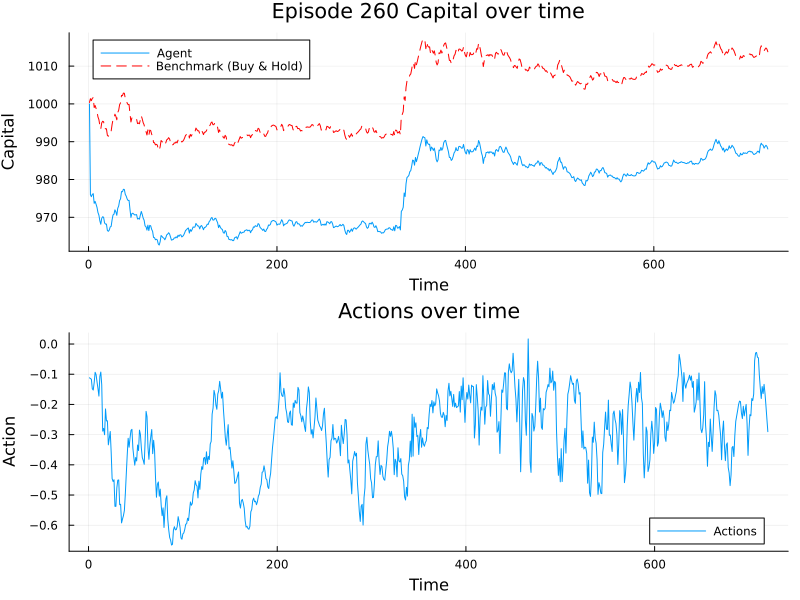 Episode 260 Capital over time
Capital
1010
1000
990
980
970
Agent
Benchmark (Buy & Hold)
0
200
400
600
Time
Actions over time
Action
0.0
−0.1
−0.2
−0.3
−0.4
−0.5
−0.6
Actions
0
200
400
600
Time